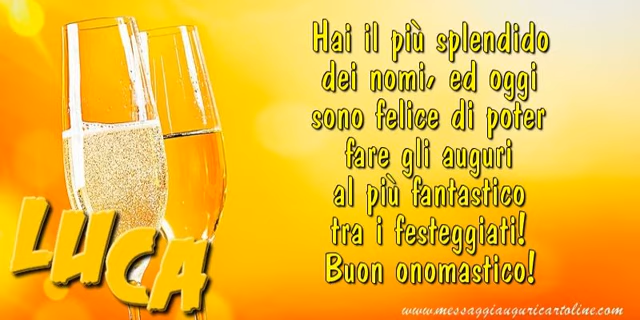 Hai il più splendido
dei nomi, ed oggi
sono felice di poter
fare gli auguri
al più fantastico
tra i festeggiati!
Buon onomastico!
LUCA
www.messaggiauguricartoline.com